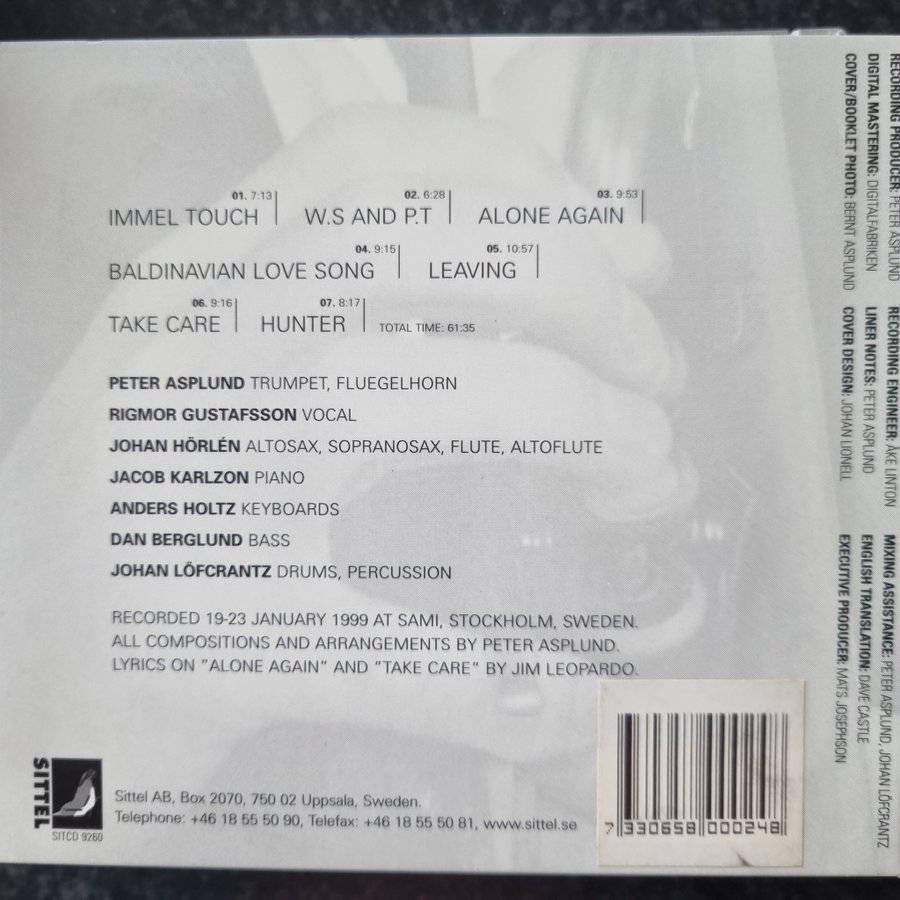 01. 7:13 02. 6:28 03. 9:53
IMMEL TOUCH W.S AND P.T ALONE AGAIN
04. 9:15 05. 10:57
BALDINAVIAN LOVE SONG LEAVING
06. 9:16 07. 8:17
TAKE CARE HUNTER TOTAL TIME: 61:35
PETER ASPLUND TRUMPET, FLUEGELHORN
RIGMOR GUSTAFSSON VOCAL
JOHAN HÖRLÉN ALTOSAX, SOPRANOSAX, FLUTE, ALTOFLUTE
JACOB KARLZON PIANO
ANDERS HOLTZ KEYBOARDS
DAN BERGLUND BASS
JOHAN LÖFCRANTZ DRUMS, PERCUSSION
RECORDED 19-23 JANUARY 1999 AT SAMI, STOCKHOLM, SWEDEN.
ALL COMPOSITIONS AND ARRANGEMENTS BY PETER ASPLUND.
LYRICS ON "ALONE AGAIN" AND "TAKE CARE" BY JIM LEOPARDO.
SITTEL
SITCD 9260
Sittel AB, Box 2070, 750 02 Uppsala, Sweden.
Telephone: +46 18 55 50 90, Telefax: +46 18 55 50 81, www.sittel.se
7 330658 000248
RECORDING PRODUCER: PETER ASPLUND RECORDING ENGINEER: ÅKE LINTON MIXING ASSISTANCE: PETER ASPLUND, JOHAN LÖFCRANTZ
DIGITAL MASTERING: DIGITALFABRIKEN LINER NOTES: PETER ASPLUND ENGLISH TRANSLATION: DAVE CASTLE
COVER/BOOKLET PHOTO: BERNT ASPLUND COVER DESIGN: JOHAN LIONELL EXECUTIVE PRODUCER: MATS JOSEPHSON